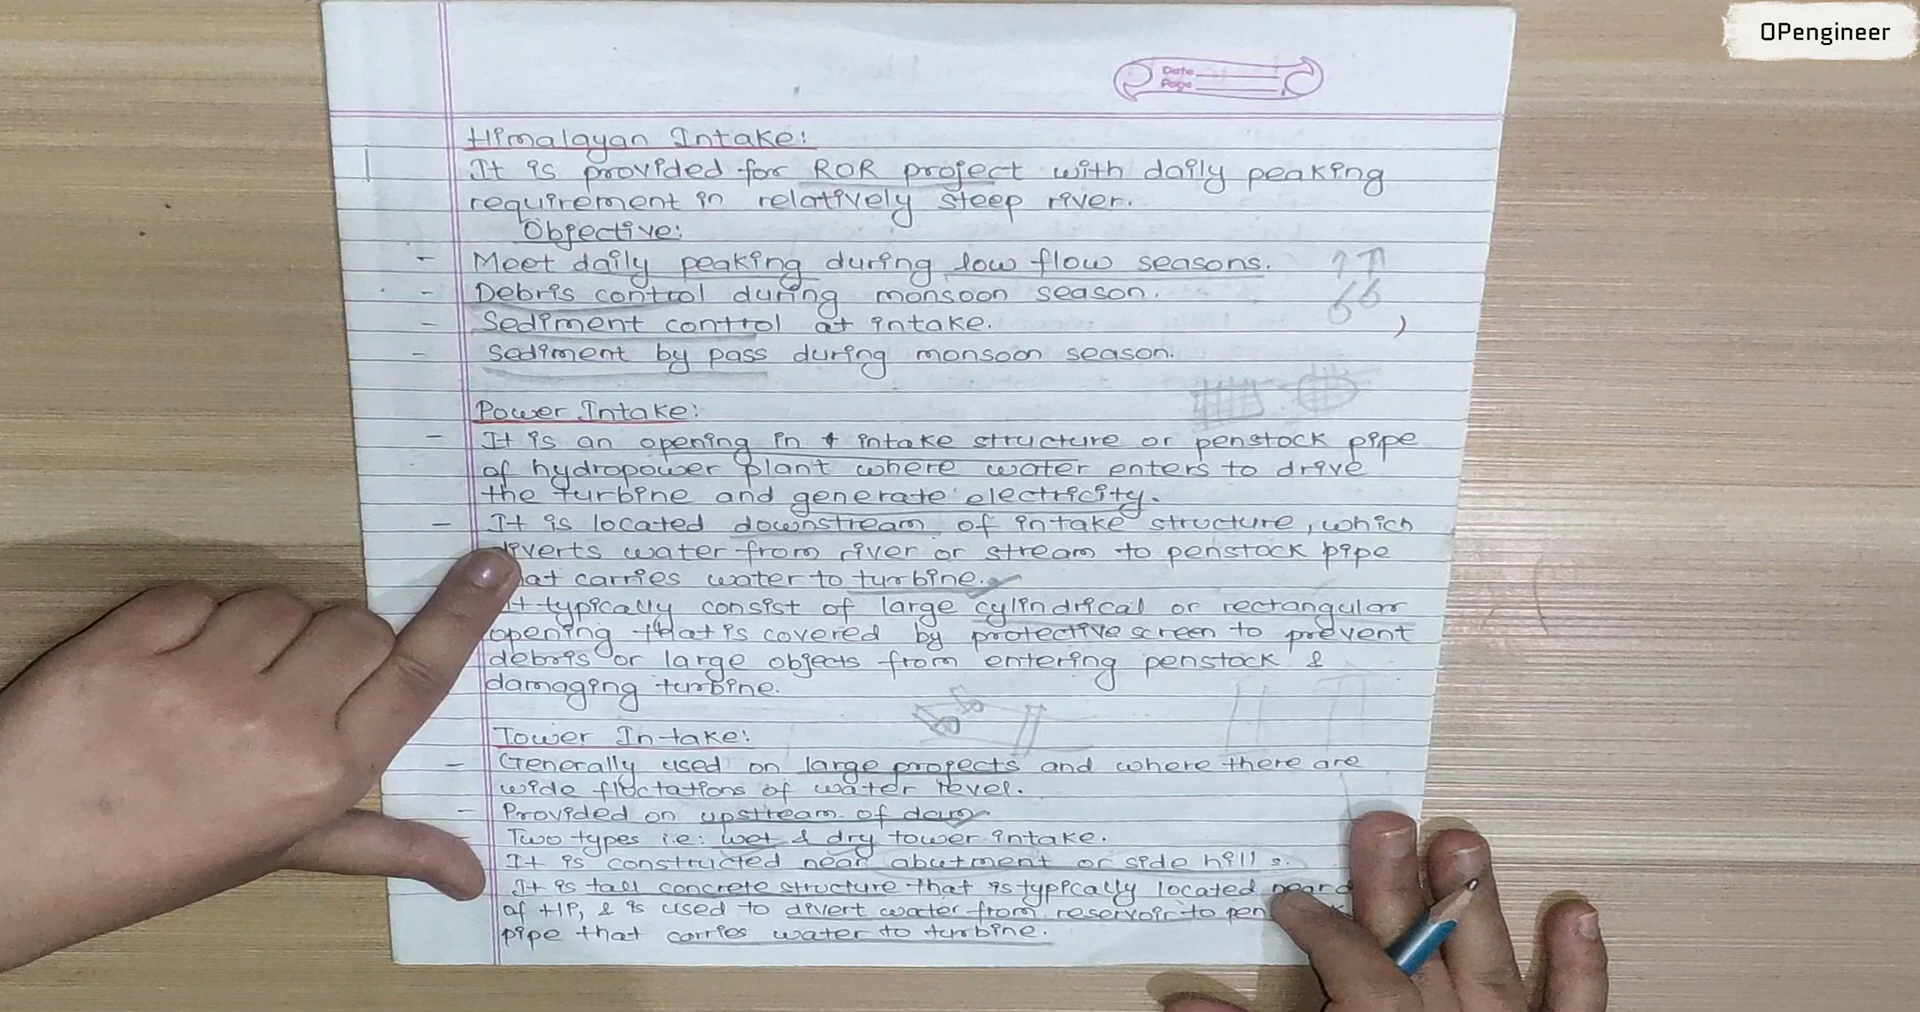 OPengineer
Date
Page
Himalayan Intake:
It is provided for ROR project with daily peaking
requirement in relatively steep river.
Objective:
- Meet daily peaking during low flow seasons.
- Debris control during monsoon season.
- Sediment control at intake.
- Sediment by pass during monsoon season.
Power Intake:
- It is an opening in intake structure or penstock pipe
of hydropower plant where water enters to drive
the turbine and generate electricity.
- It is located downstream of intake structure, which
diverts water from river or stream to penstock pipe
hat carries water to turbine.
It typically consist of large cylindrical or rectangular
opening that is covered by protective screen to prevent
debris or large objects from entering penstock &
damaging turbine.
Tower Intake:
- Generally used on large projects and where there are
wide fluctations of water level.
- Provided on upstream of dam
Two types i.e: wet & dry tower intake.
It is constructed near abutment or side hills.
It is tall concrete structure that is typically located near
of HP, & is used to divert water from reservoir to pen
pipe that carries water to turbine.